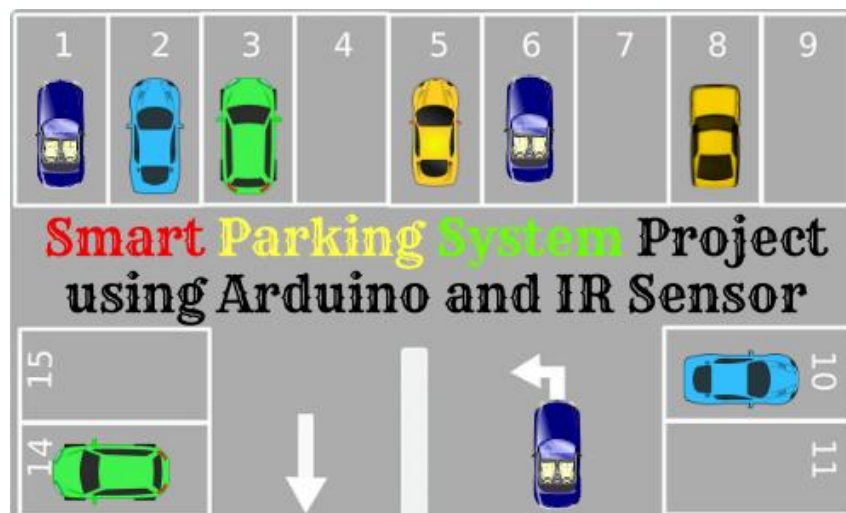 1 2 3 4 5 6 7 8 9
Smart Parking System Project
using Arduino and IR Sensor
15 10
14 11